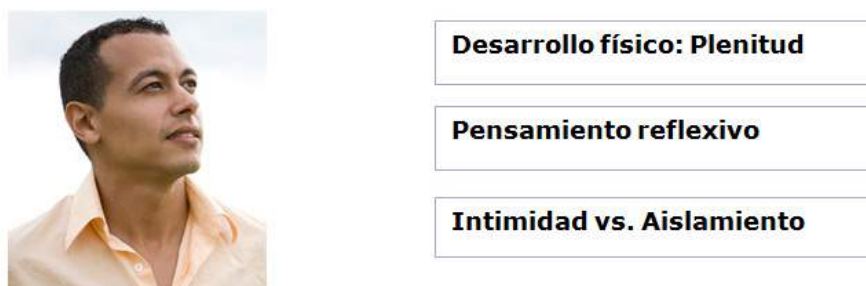 Desarrollo físico: Plenitud
Pensamiento reflexivo
Intimidad vs. Aislamiento